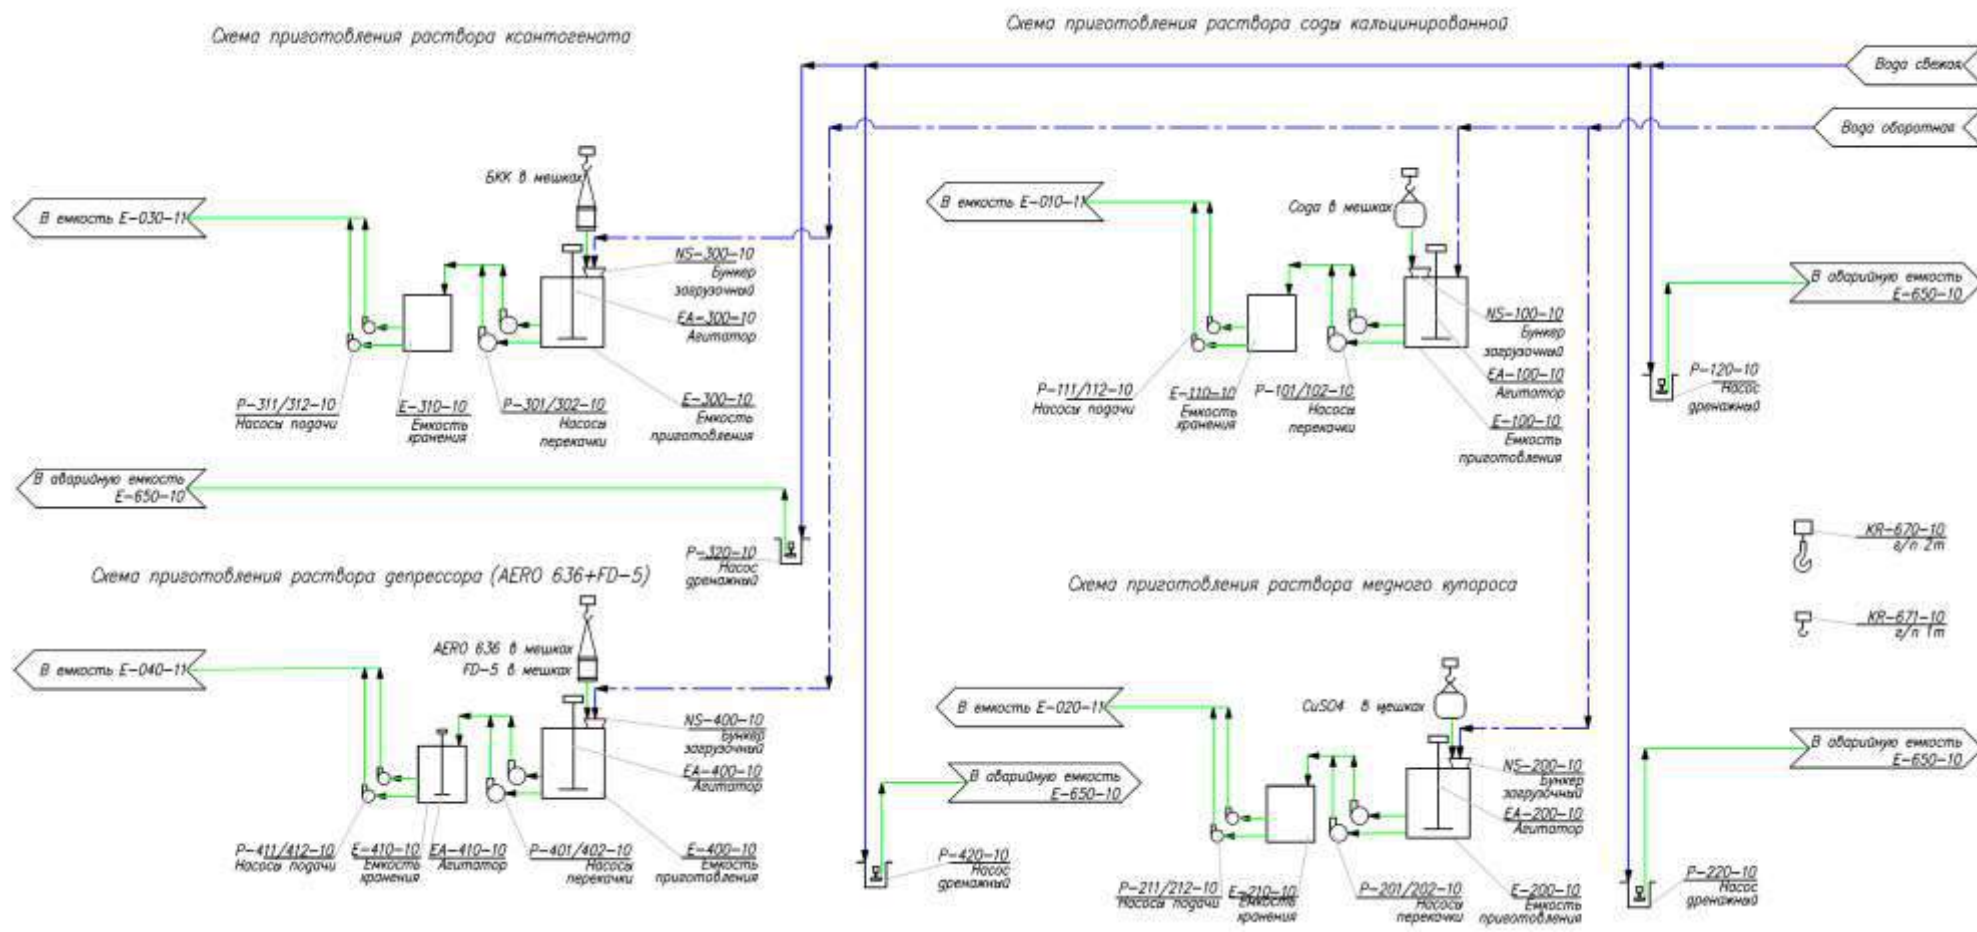 Схема приготовления раствора ксантогената
Схема приготовления раствора соды кальцинированной
Вода свежая
Вода оборотная
БКК в мешках
В емкость Е-030-11
NS-300-10
Бункер
загрузочный
EA-300-10
Агитатор
P-311/312-10
Насосы подачи
E-310-10
Емкость
хранения
P-301/302-10
Насосы
перекачки
E-300-10
Емкость
приготовления
В аварийную емкость
Е-650-10
P-320-10
Насос
дренажный
В емкость Е-010-11
Сода в мешках
NS-100-10
Бункер
загрузочный
EA-100-10
Агитатор
P-111/112-10
Насосы подачи
E-110-10
Емкость
хранения
P-101/102-10
Насосы
перекачки
E-100-10
Емкость
приготовления
В аварийную емкость
Е-650-10
P-120-10
Насос
дренажный
KR-670-10
г/п 2т
KR-671-10
г/п 1т
Схема приготовления раствора депрессора (AERO 636+FD-5)
AERO 636 в мешках
FD-5 в мешках
В емкость Е-040-11
NS-400-10
Бункер
загрузочный
EA-400-10
Агитатор
P-411/412-10
Насосы подачи
E-410-10
Емкость
хранения
EA-410-10
Агитатор
P-401/402-10
Насосы
перекачки
E-400-10
Емкость
приготовления
В аварийную емкость
Е-650-10
P-420-10
Насос
дренажный
Схема приготовления раствора медного купороса
В емкость Е-020-11
CuSO4 в мешках
NS-200-10
Бункер
загрузочный
EA-200-10
Агитатор
P-211/212-10
Насосы подачи
E-210-10
Емкость
хранения
P-201/202-10
Насосы
перекачки
E-200-10
Емкость
приготовления
В аварийную емкость
Е-650-10
P-220-10
Насос
дренажный